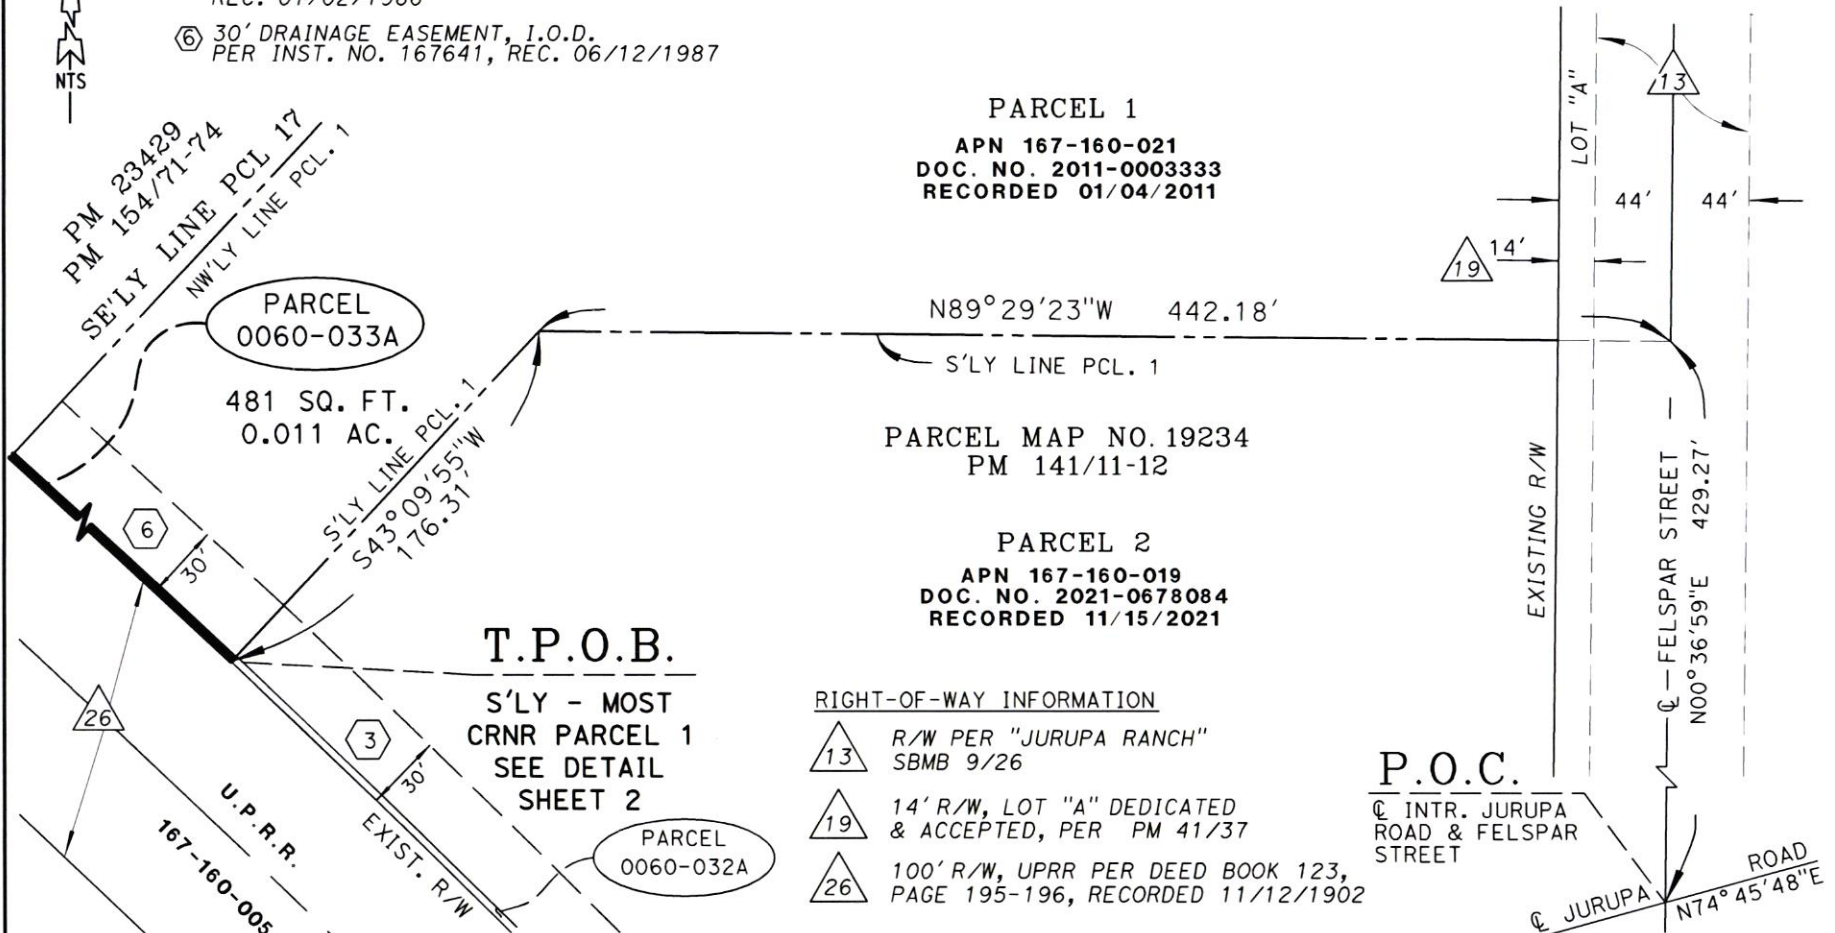 REC. 01/02/1986
6 30' DRAINAGE EASEMENT, I.O.D.
PER INST. NO. 167641, REC. 06/12/1987
NTS
PM 23429
PM 154/71-74
SE'LY LINE PCL 17
NW'LY LINE PCL. 1
PARCEL
0060-033A
481 SQ. FT.
0.011 AC.
PARCEL 1
APN 167-160-021
DOC. NO. 2011-0003333
RECORDED 01/04/2011
LOT "A"
13
44' 44'
19 14'
N89°29'23"W 442.18'
S'LY LINE PCL. 1
S'LY LINE PCL. 1
S43°09'55"W
176.31'
PARCEL MAP NO. 19234
PM 141/11-12
PARCEL 2
APN 167-160-019
DOC. NO. 2021-0678084
RECORDED 11/15/2021
EXISTING R/W
℄ FELSPAR STREET
N00°36'59"E 429.27'
6
30'
26
T.P.O.B.
S'LY - MOST
CRNR PARCEL 1
SEE DETAIL
SHEET 2
3
30'
U.P.R.R.
167-160-005
EXIST. R/W
PARCEL
0060-032A
RIGHT-OF-WAY INFORMATION
13 R/W PER "JURUPA RANCH"
SBMB 9/26
19 14' R/W, LOT "A" DEDICATED
& ACCEPTED, PER PM 41/37
26 100' R/W, UPRR PER DEED BOOK 123,
PAGE 195-196, RECORDED 11/12/1902
P.O.C.
℄ INTR. JURUPA
ROAD & FELSPAR
STREET
℄ JURUPA ROAD
N74°45'48"E